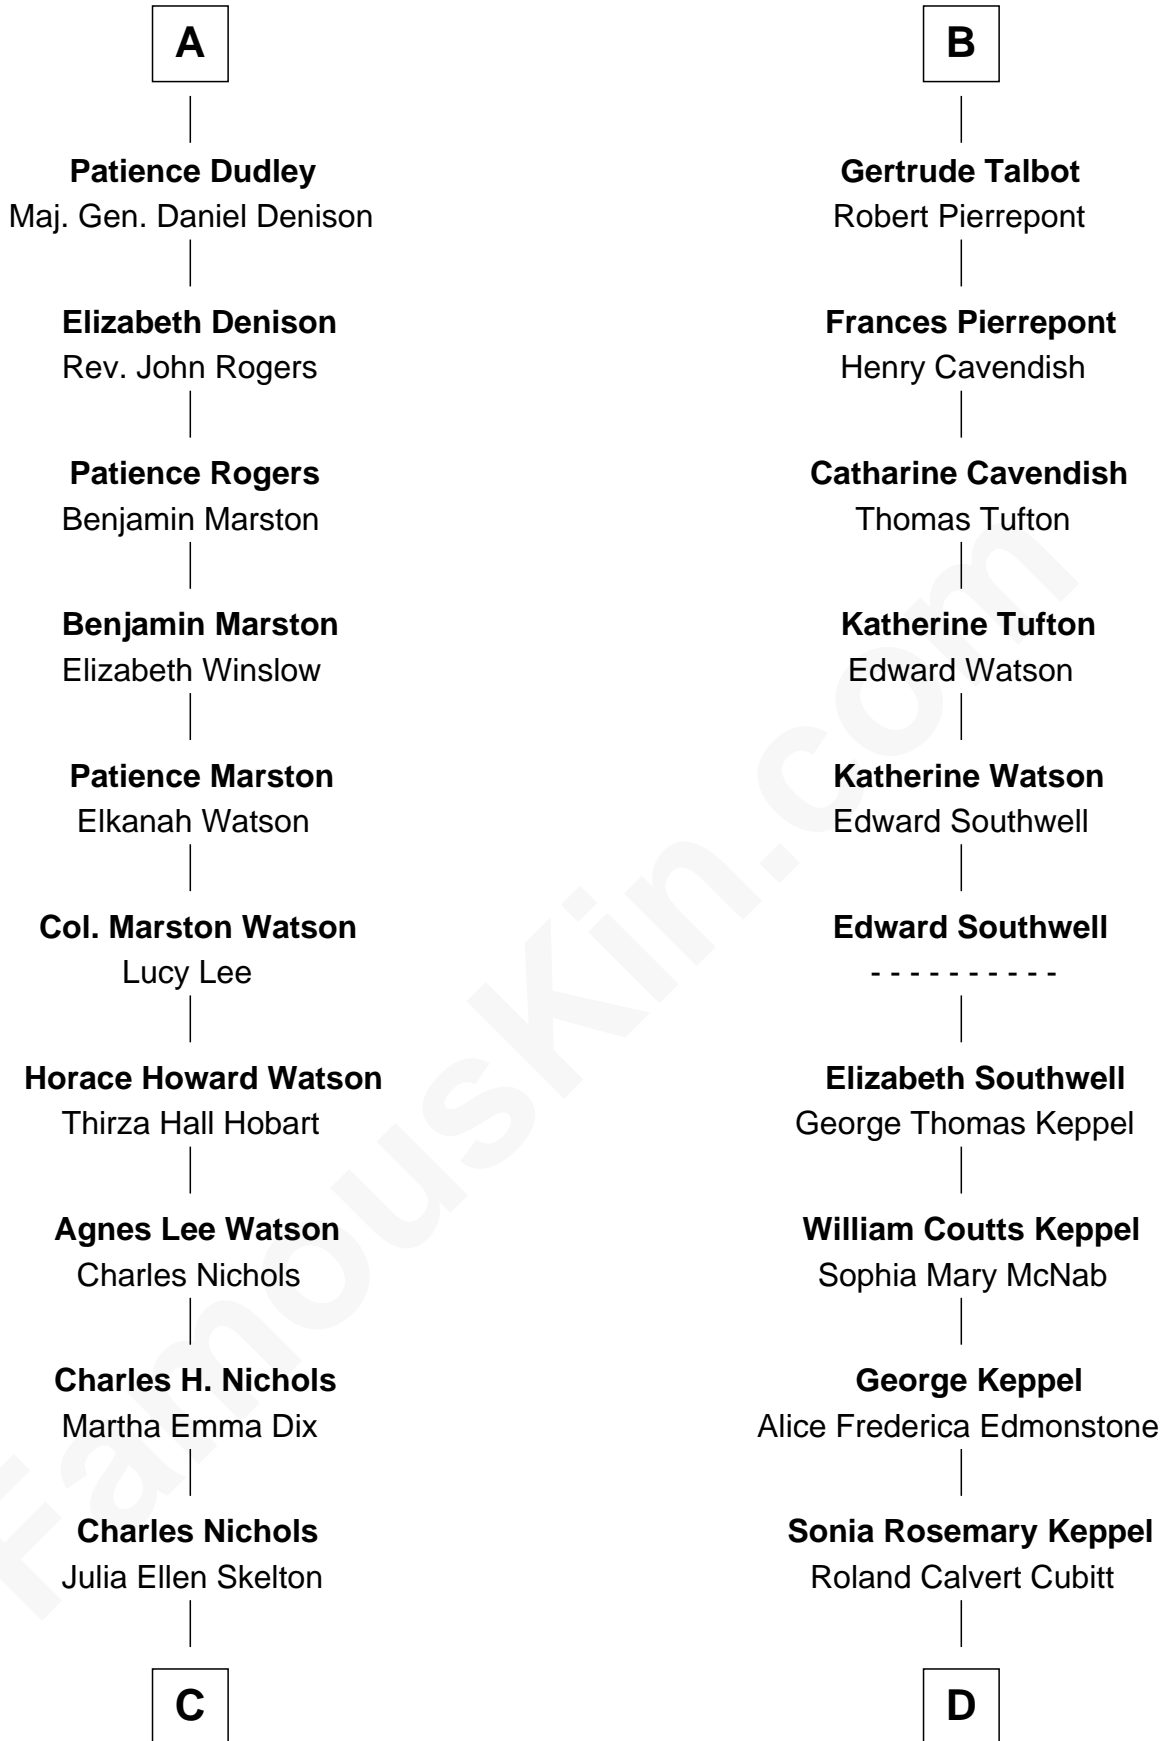 A
Patience Dudley
Maj. Gen. Daniel Denison
Elizabeth Denison
Rev. John Rogers
Patience Rogers
Benjamin Marston
Benjamin Marston
Elizabeth Winslow
Patience Marston
Elkanah Watson
Col. Marston Watson
Lucy Lee
Horace Howard Watson
Thirza Hall Hobart
Agnes Lee Watson
Charles Nichols
Charles H. Nichols
Martha Emma Dix
Charles Nichols
Julia Ellen Skelton
C
B
Gertrude Talbot
Robert Pierrepont
Frances Pierrepont
Henry Cavendish
Catharine Cavendish
Thomas Tufton
Katherine Tufton
Edward Watson
Katherine Watson
Edward Southwell
Edward Southwell
- - - - - - - - - -
Elizabeth Southwell
George Thomas Keppel
William Coutts Keppel
Sophia Mary McNab
George Keppel
Alice Frederica Edmonstone
Sonia Rosemary Keppel
Roland Calvert Cubitt
D
FamousKin.com